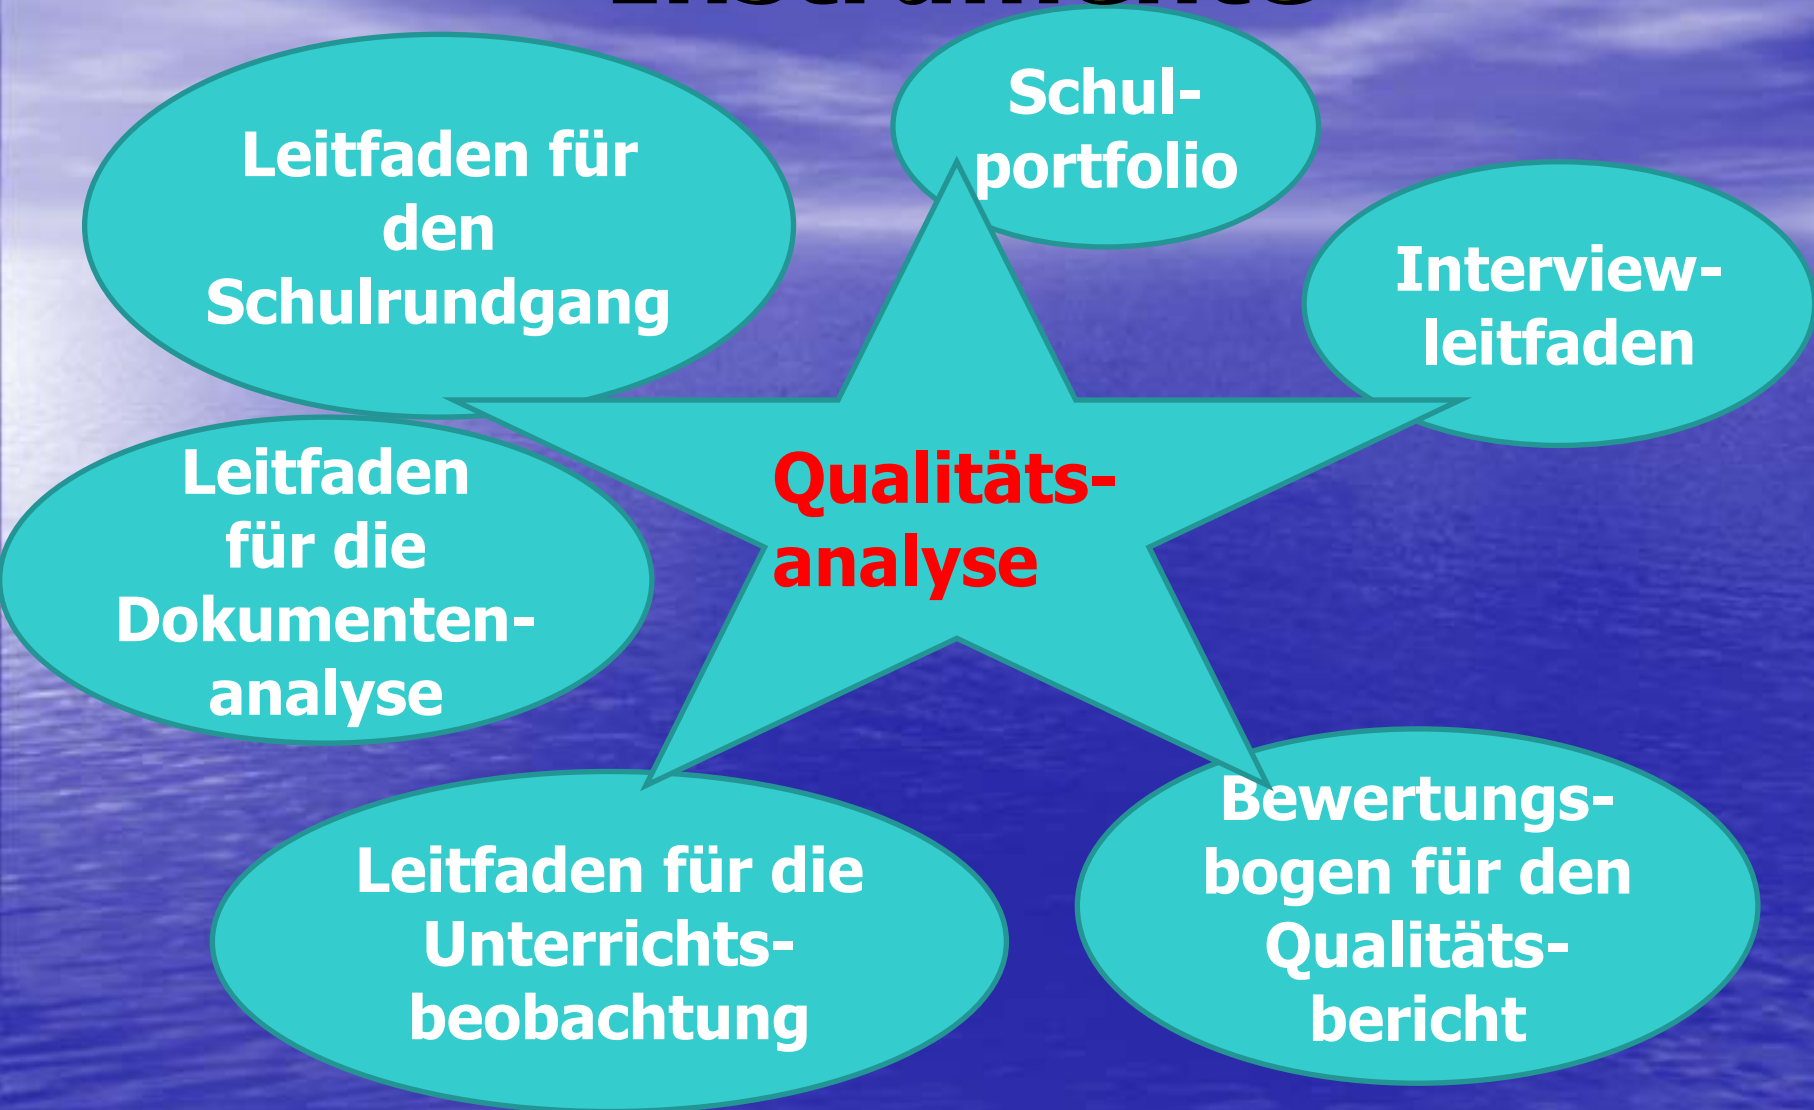 Instrumente
Schul-
portfolio
Leitfaden für
den
Schulrundgang
Interview-
leitfaden
Qualitäts-
analyse
Leitfaden
für die
Dokumenten-
analyse
Leitfaden für die
Unterrichts-
beobachtung
Bewertungs-
bogen für den
Qualitäts-
bericht